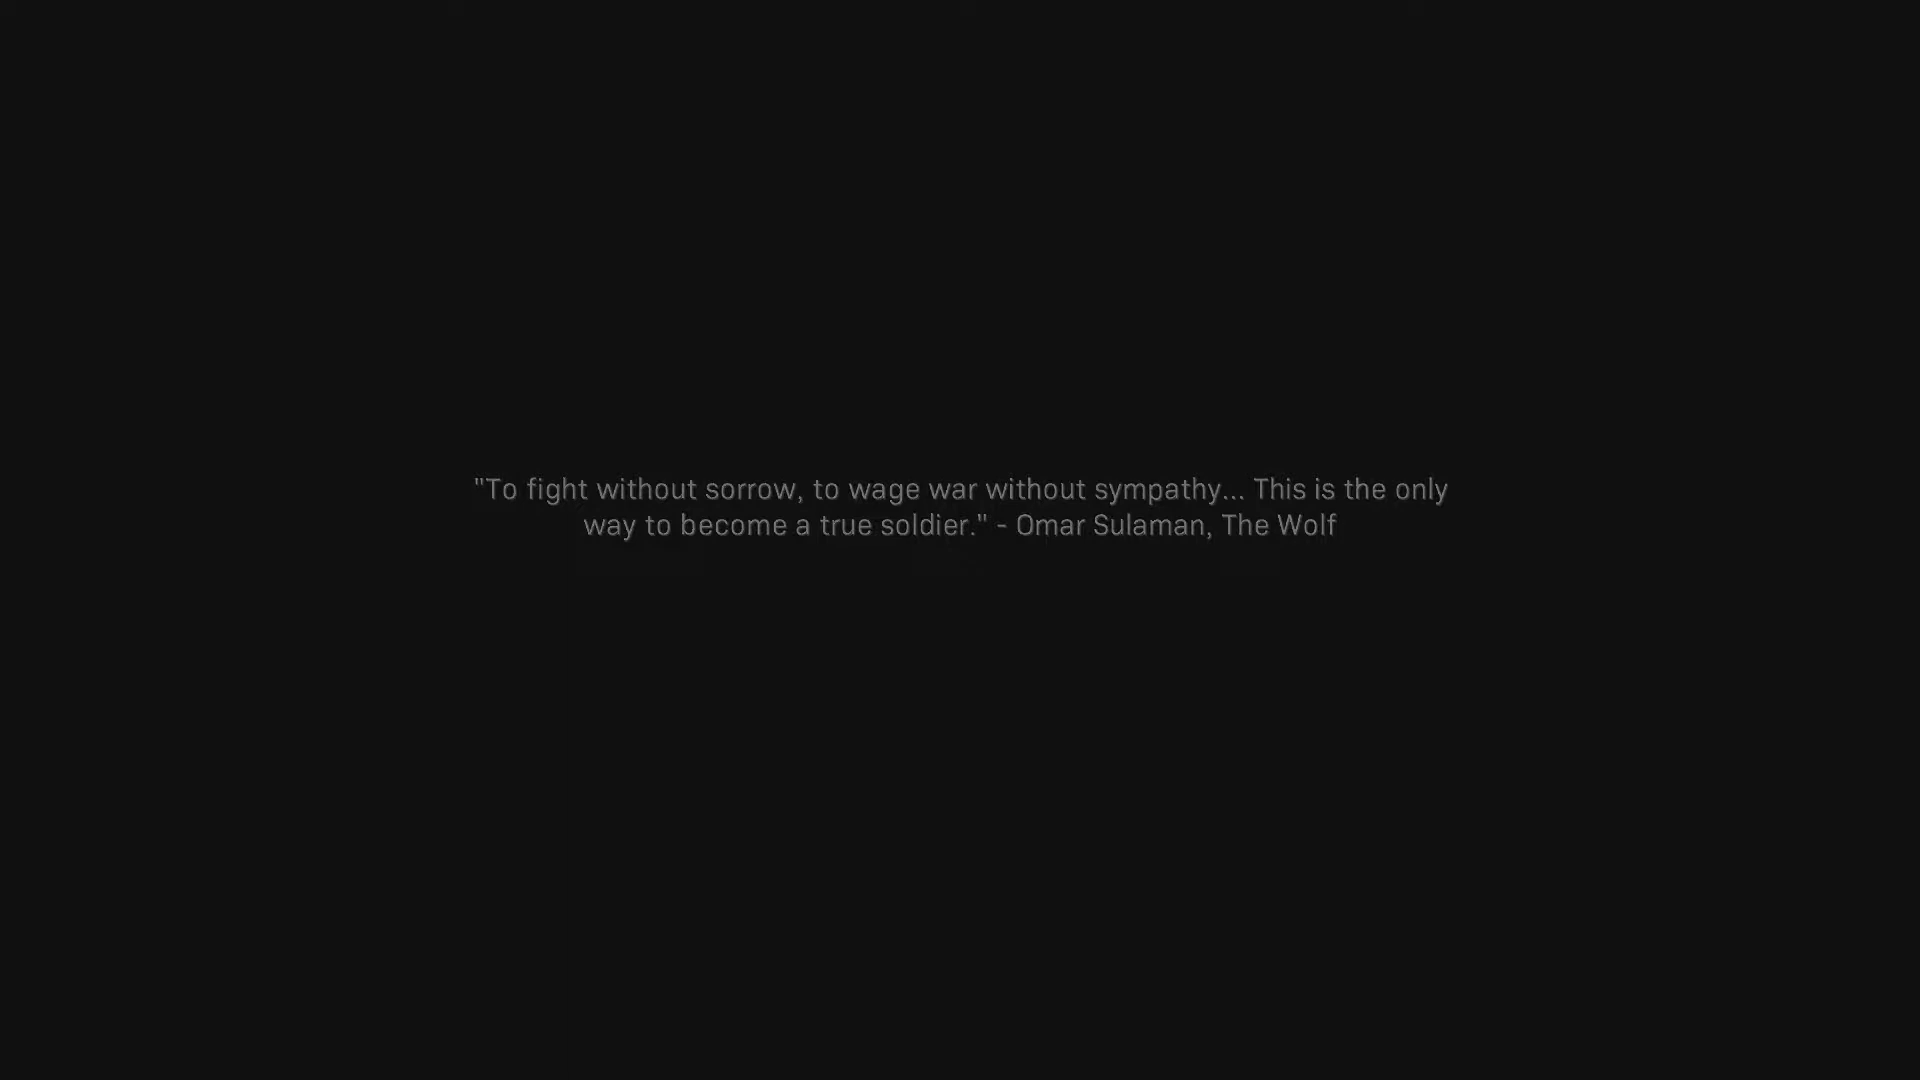 "To fight without sorrow, to wage war without sympathy... This is the only
way to become a true soldier." - Omar Sulaman, The Wolf